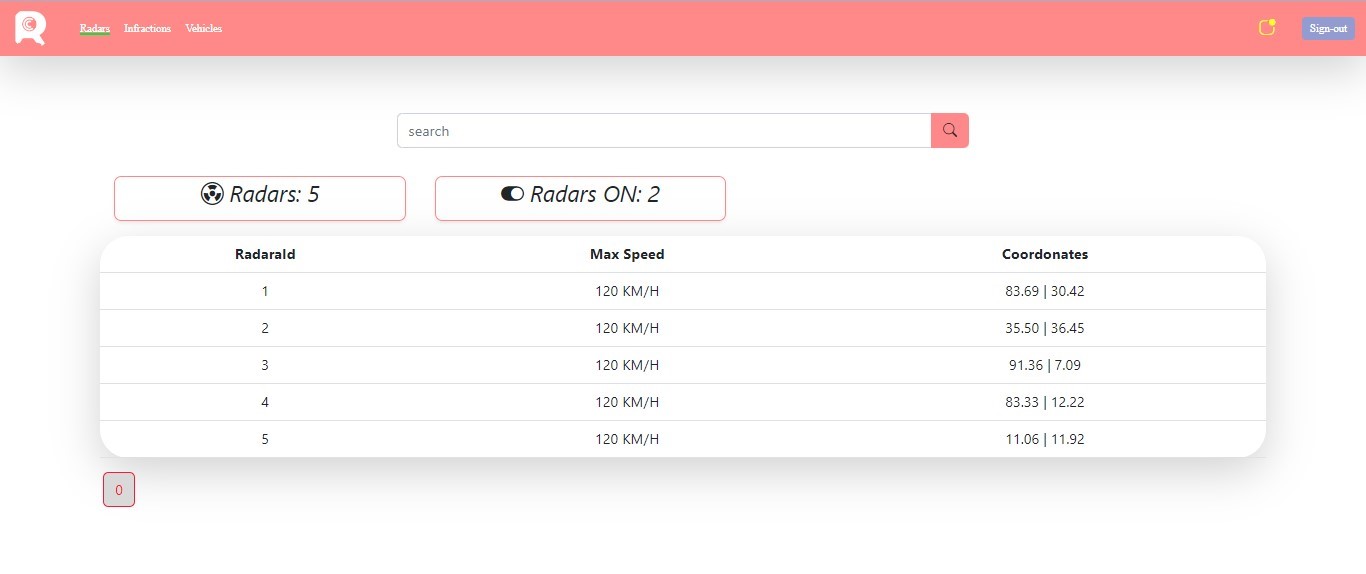 R Radars Infractions Vehicles Sign-out
search
Radars: 5 Radars ON: 2
RadaraId Max Speed Coordonates
1 120 KM/H 83.69 | 30.42
2 120 KM/H 35.50 | 36.45
3 120 KM/H 91.36 | 7.09
4 120 KM/H 83.33 | 12.22
5 120 KM/H 11.06 | 11.92
0